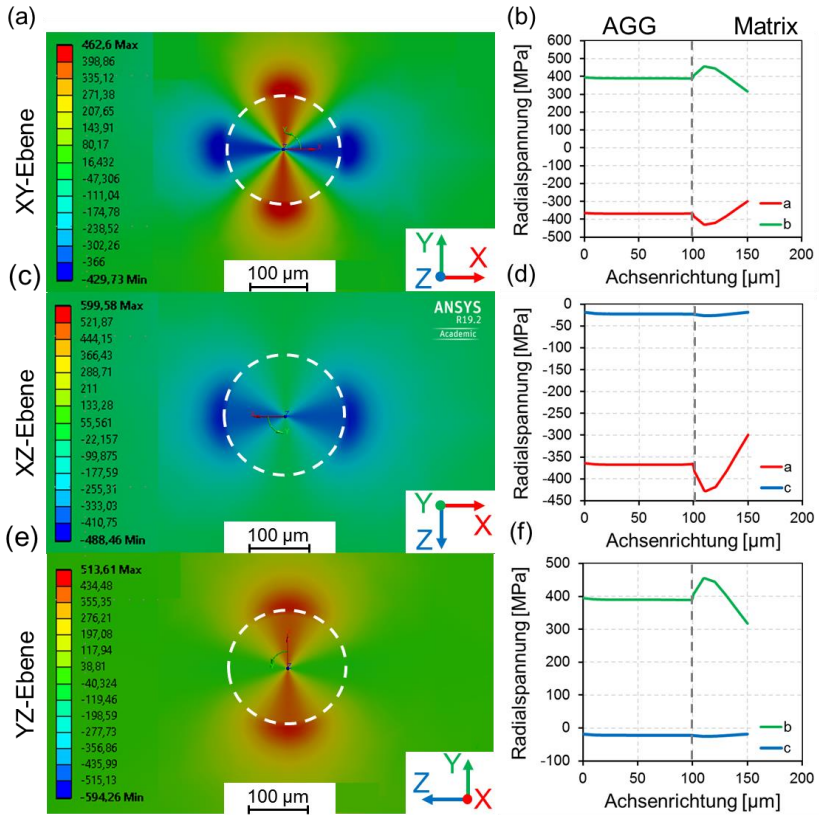 (a)
XY-Ebene
462,6 Max
398,86
335,12
271,38
207,65
143,91
80,17
16,432
-47,306
-111,04
-174,78
-238,52
-302,26
-366
-429,73 Min
100 µm
Y
Z
X
(b)
AGG
Matrix
Radialspannung [MPa]
600
500
400
300
200
100
0
-100
-200
-300
-400
-500
a
b
0
50
100
150
200
Achsenrichtung [µm]
(c)
XZ-Ebene
599,58 Max
521,87
444,15
366,43
288,71
211
133,28
55,561
-22,157
-99,875
-177,59
-255,31
-333,03
-410,75
-488,46 Min
ANSYS
R19.2
Academic
100 µm
Y
X
Z
(d)
Radialspannung [MPa]
0
-50
-100
-150
-200
-250
-300
-350
-400
-450
a
c
0
50
100
150
200
Achsenrichtung [µm]
(e)
YZ-Ebene
513,61 Max
434,48
355,35
276,21
197,08
117,94
38,81
-40,324
-119,46
-198,59
-277,73
-356,86
-435,99
-515,13
-594,26 Min
100 µm
Y
Z
X
(f)
Radialspannung [MPa]
500
400
300
200
100
0
-100
b
c
0
50
100
150
200
Achsenrichtung [µm]